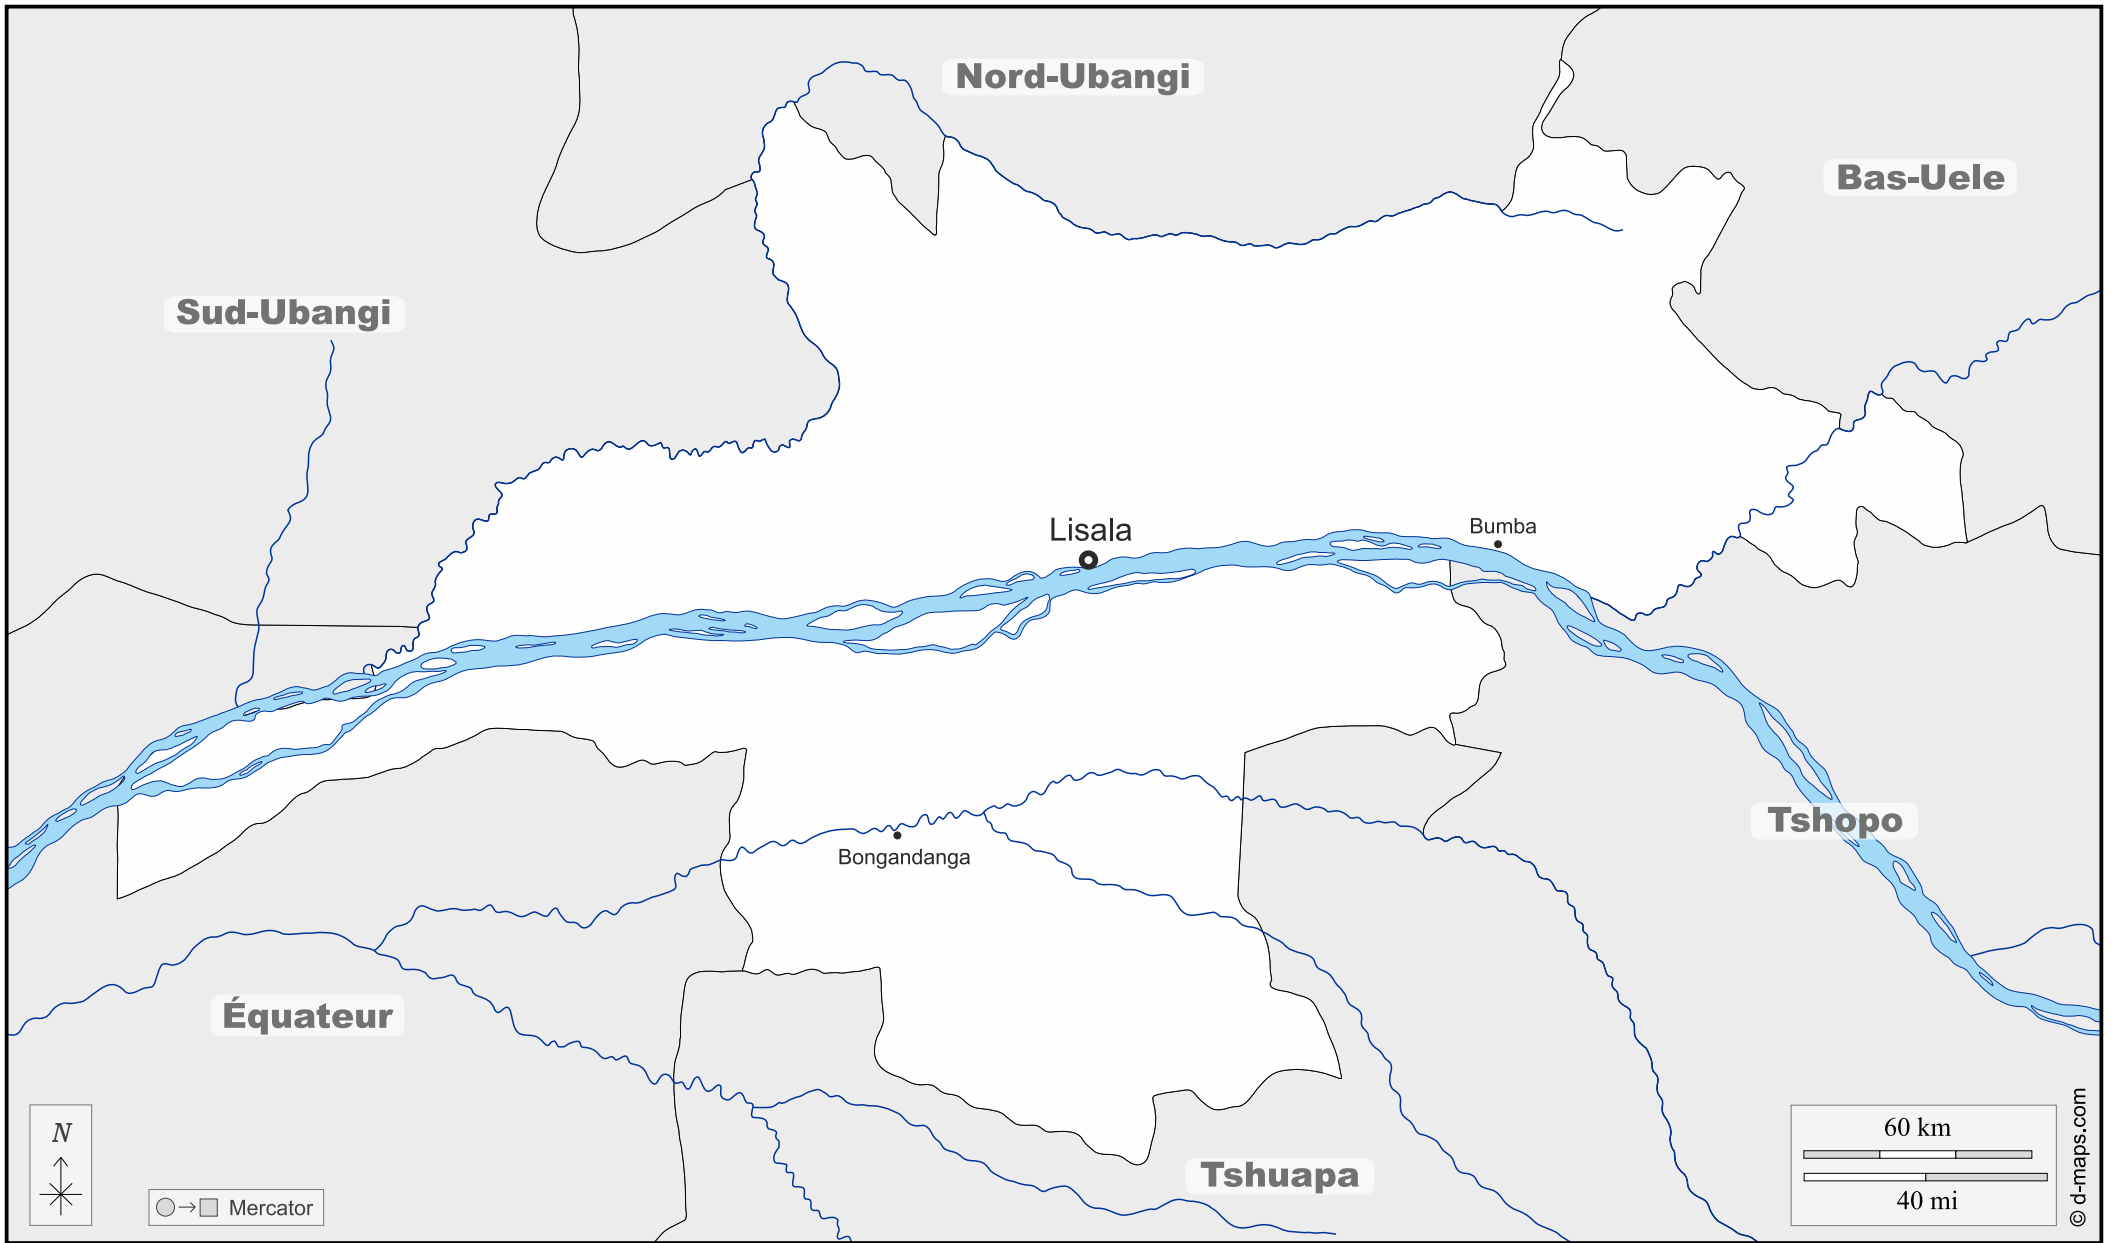 Nord-Ubangi
Bas-Uele
Sud-Ubangi
Lisala
Bumba
Tshopo
Bongandanga
Équateur
Tshuapa
N
Mercator
60 km
40 mi
© d-maps.com